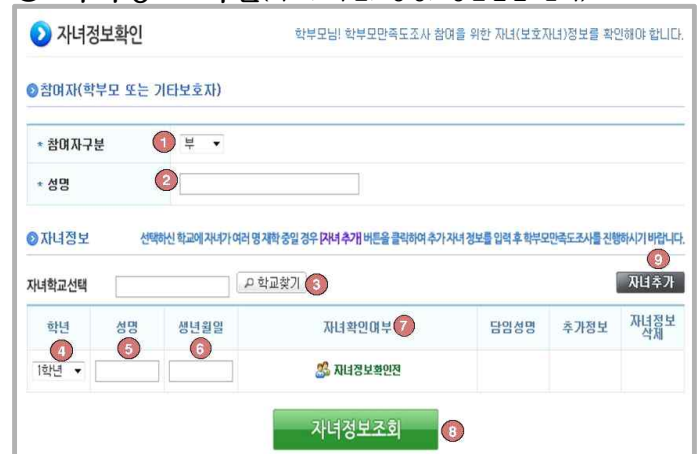 자녀정보확인
학부모님! 학부모만족도조사 참여를 위한 자녀(보호자녀)정보를 확인해야 합니다.
참여자(학부모 또는 기타보호자)
* 참여자구분 1 부
* 성명 2
자녀정보 선택하신 학교에 자녀가 여러 명 재학 중일 경우 [자녀 추가] 버튼을 클릭하여 추가 자녀 정보를 입력 후 학부모만족도조사를 진행하시기 바랍니다.
9
자녀학교선택 학교찾기 3 자녀추가
학년 성명 생년월일 자녀확인여부 7 담임성명 추가정보 자녀정보
삭제
4 5 6
1학년 자녀정보확인전
자녀정보조회 8